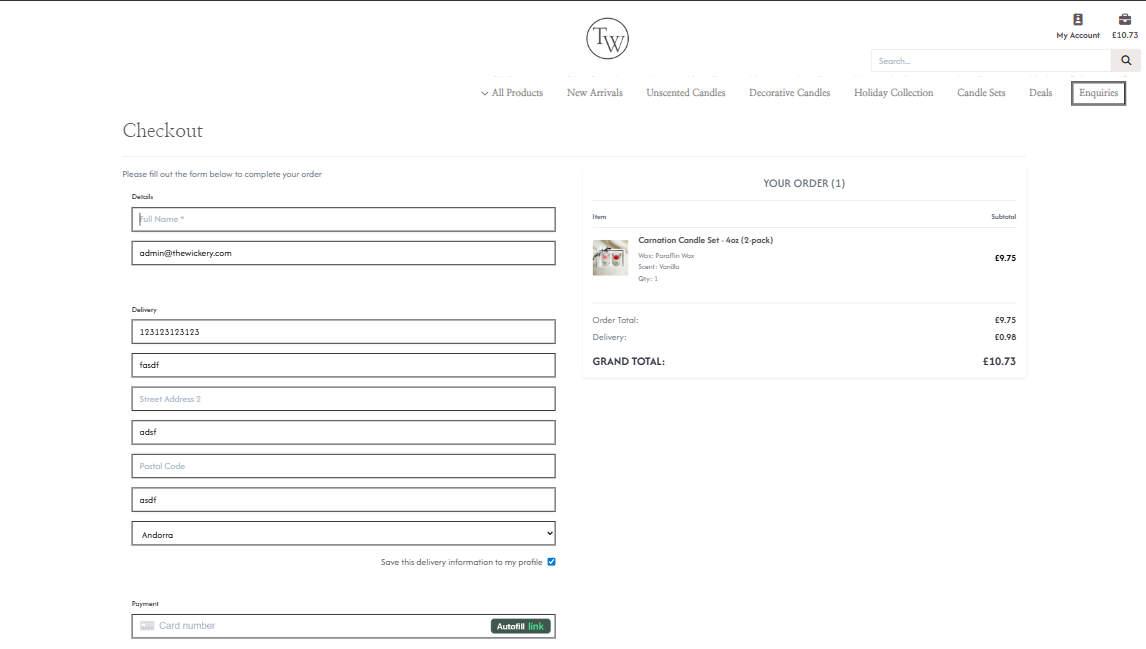 TW
My Account
£10.73
Search...
All Products
New Arrivals
Unscented Candles
Decorative Candles
Holiday Collection
Candle Sets
Deals
Enquiries
Checkout
Please fill out the form below to complete your order
Details
Full Name *
admin@thewickery.com
Delivery
123123123123
fasdf
Street Address 2
adsf
Postal Code
asdf
Andorra
Save this delivery information to my profile
Payment
Card number
Autofill link
YOUR ORDER (1)
Item Subtotal
Carnation Candle Set - 4oz (2-pack)
Wax: Paraffin Wax
£9.75
Scent: Vanilla
Qty: 1
Order Total: £9.75
Delivery: £0.98
GRAND TOTAL: £10.73